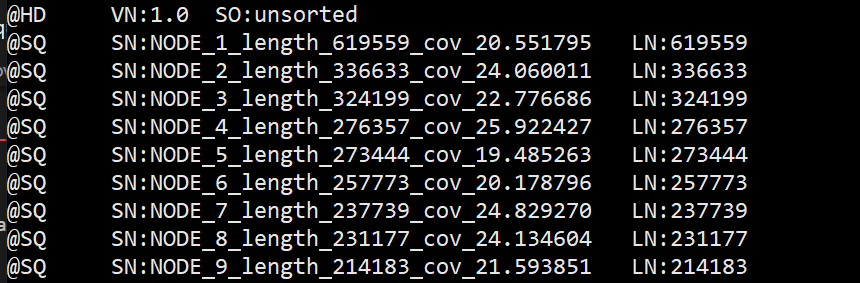 @HD VN:1.0 SO:unsorted
@SQ SN:NODE_1_length_619559_cov_20.551795 LN:619559
@SQ SN:NODE_2_length_336633_cov_24.060011 LN:336633
@SQ SN:NODE_3_length_324199_cov_22.776686 LN:324199
@SQ SN:NODE_4_length_276357_cov_25.922427 LN:276357
@SQ SN:NODE_5_length_273444_cov_19.485263 LN:273444
@SQ SN:NODE_6_length_257773_cov_20.178796 LN:257773
@SQ SN:NODE_7_length_237739_cov_24.829270 LN:237739
@SQ SN:NODE_8_length_231177_cov_24.134604 LN:231177
@SQ SN:NODE_9_length_214183_cov_21.593851 LN:214183